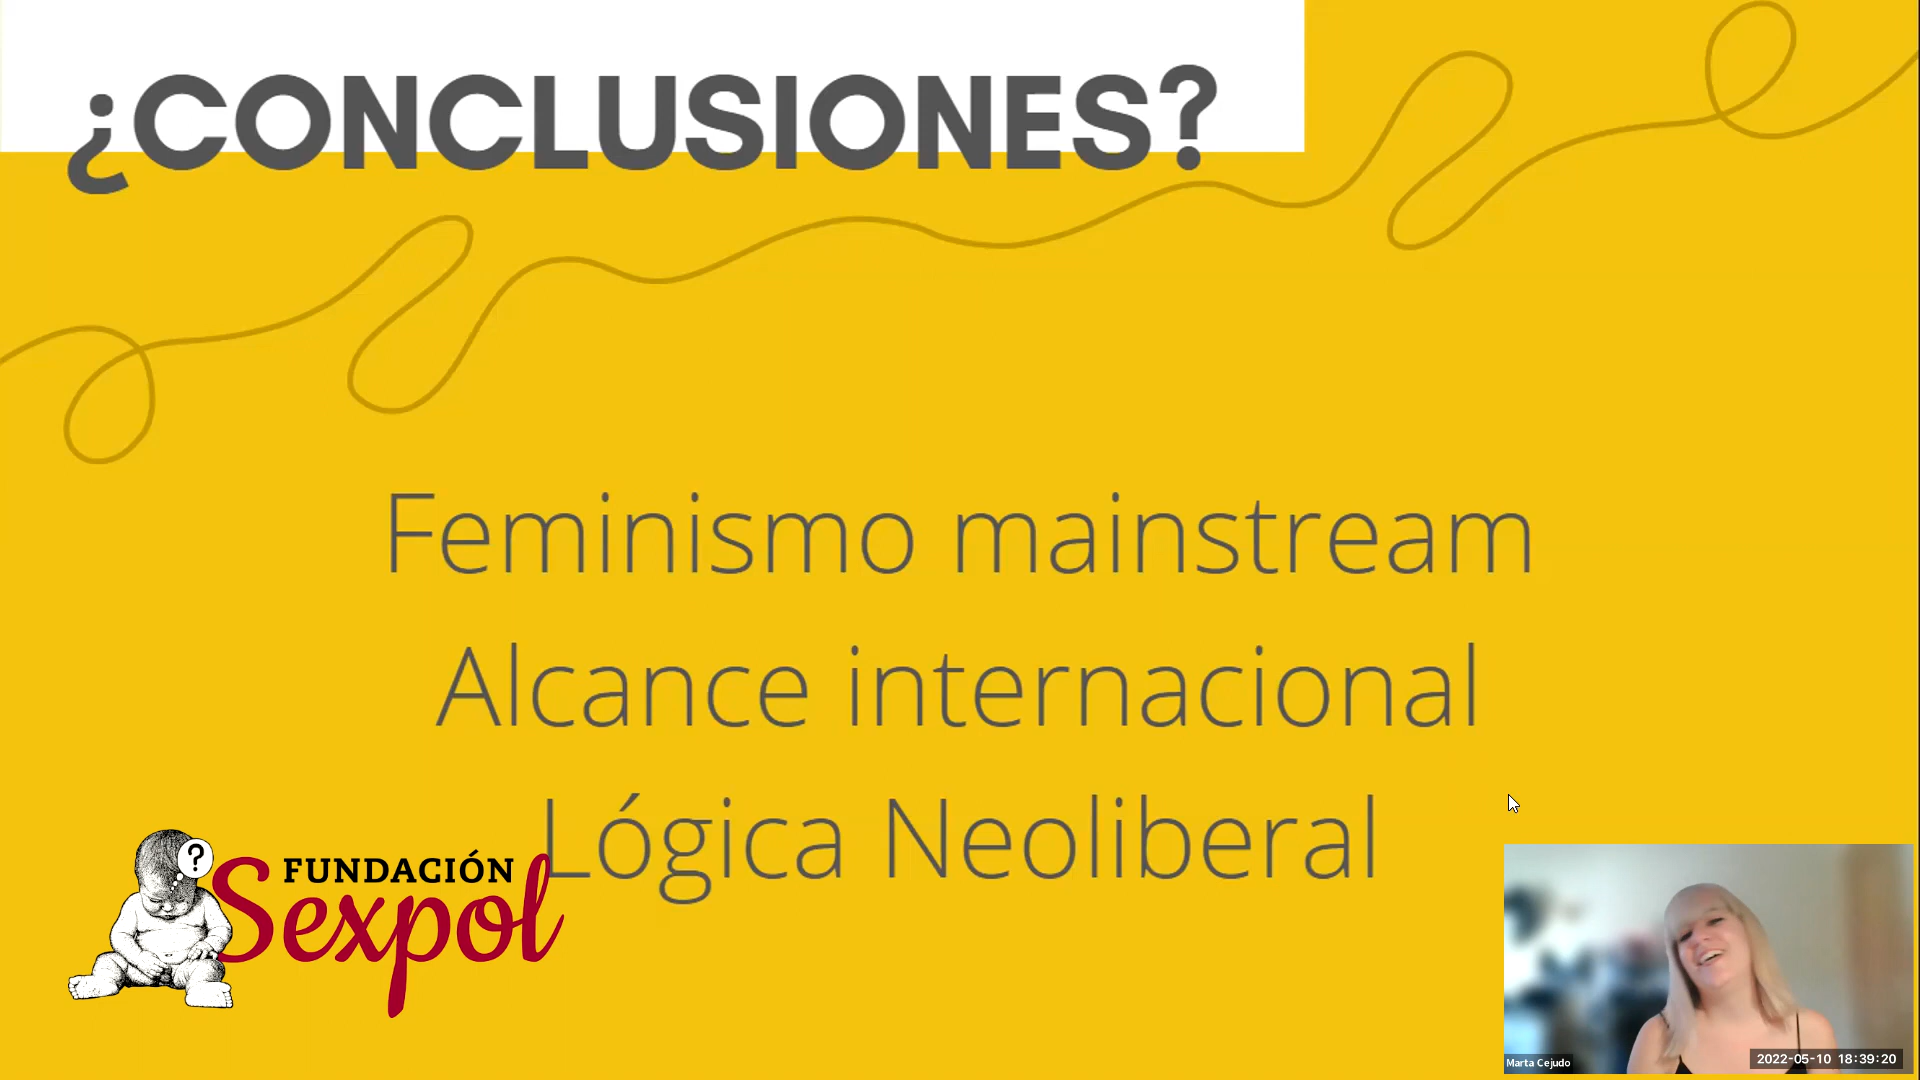 ¿CONCLUSIONES?
Feminismo mainstream
Alcance internacional
Lógica Neoliberal
?
FUNDACIÓN
Sexpol
Marta Cejudo
2022-05-10 18:39:20